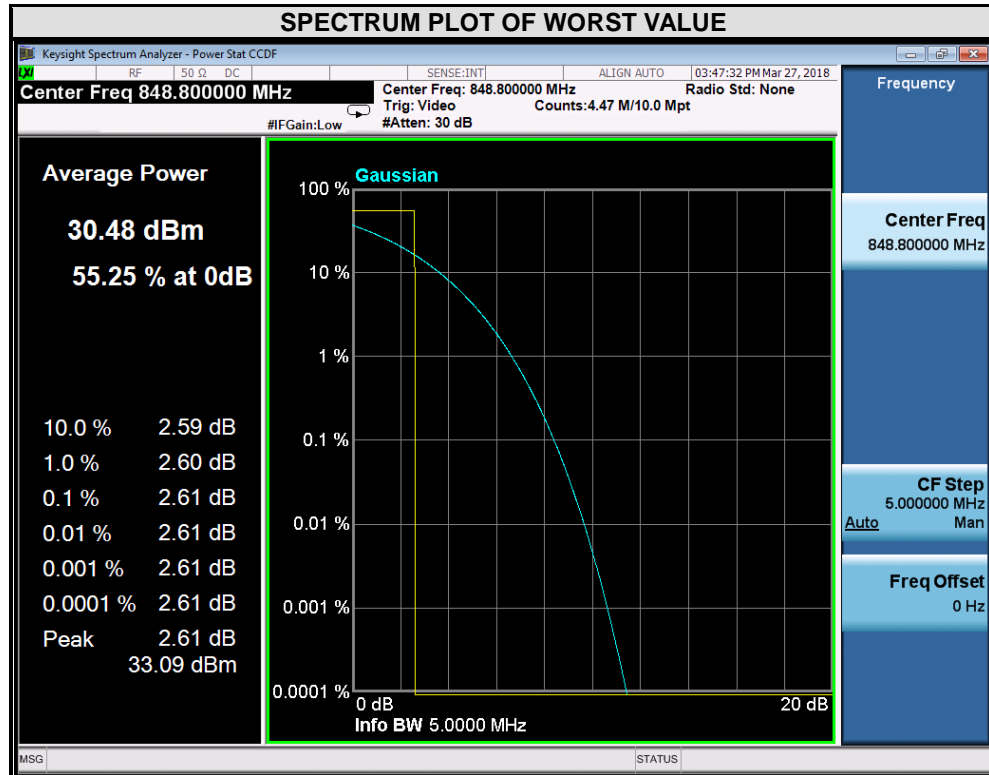 SPECTRUM PLOT OF WORST VALUE
Keysight Spectrum Analyzer - Power Stat CCDF
LXI RF 50 Ω DC SENSE:INT ALIGN AUTO 03:47:32 PM Mar 27, 2018
Center Freq 848.800000 MHz
#IFGain:Low
Center Freq: 848.800000 MHz
Radio Std: None
Trig: Video
Counts:4.47 M/10.0 Mpt
#Atten: 30 dB
Frequency
Average Power
30.48 dBm
55.25 % at 0dB
10.0 % 2.59 dB
1.0 % 2.60 dB
0.1 % 2.61 dB
0.01 % 2.61 dB
0.001 % 2.61 dB
0.0001 % 2.61 dB
Peak 2.61 dB
33.09 dBm
Gaussian
100 %
10 %
1 %
0.1 %
0.01 %
0.001 %
0.0001 %
0 dB
20 dB
Info BW 5.0000 MHz
Center Freq
848.800000 MHz
CF Step
5.000000 MHz
Auto Man
Freq Offset
0 Hz
MSG
STATUS